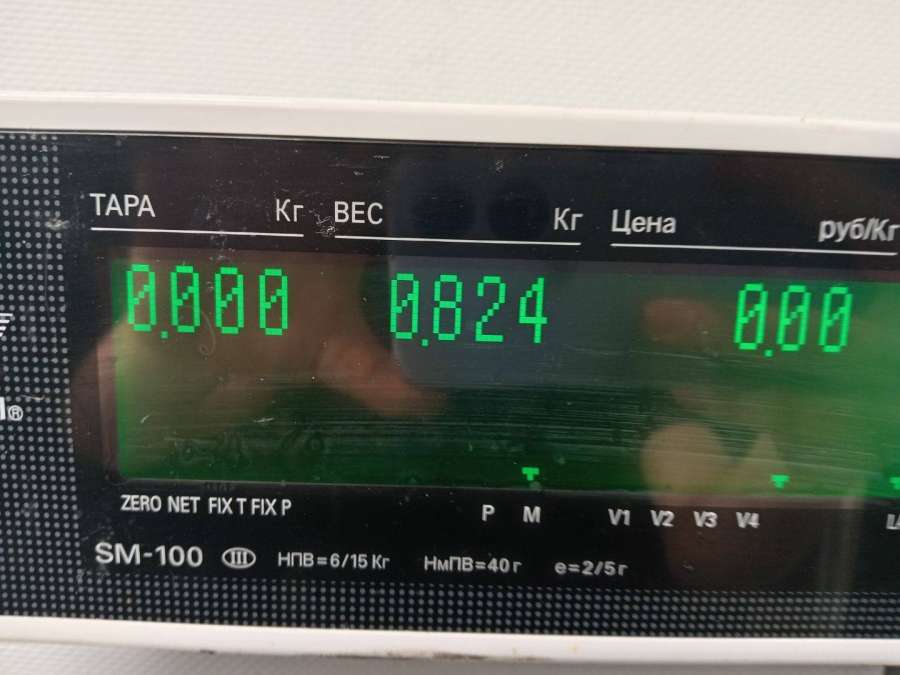 ТАРА Кг ВЕС Кг Цена руб/Кг
0.000 0.824 0.00
ZERO NET FIX T FIX P P M V1 V2 V3 V4
SM-100 III НПВ=6/15 Кг НмПВ=40 г e=2/5 г